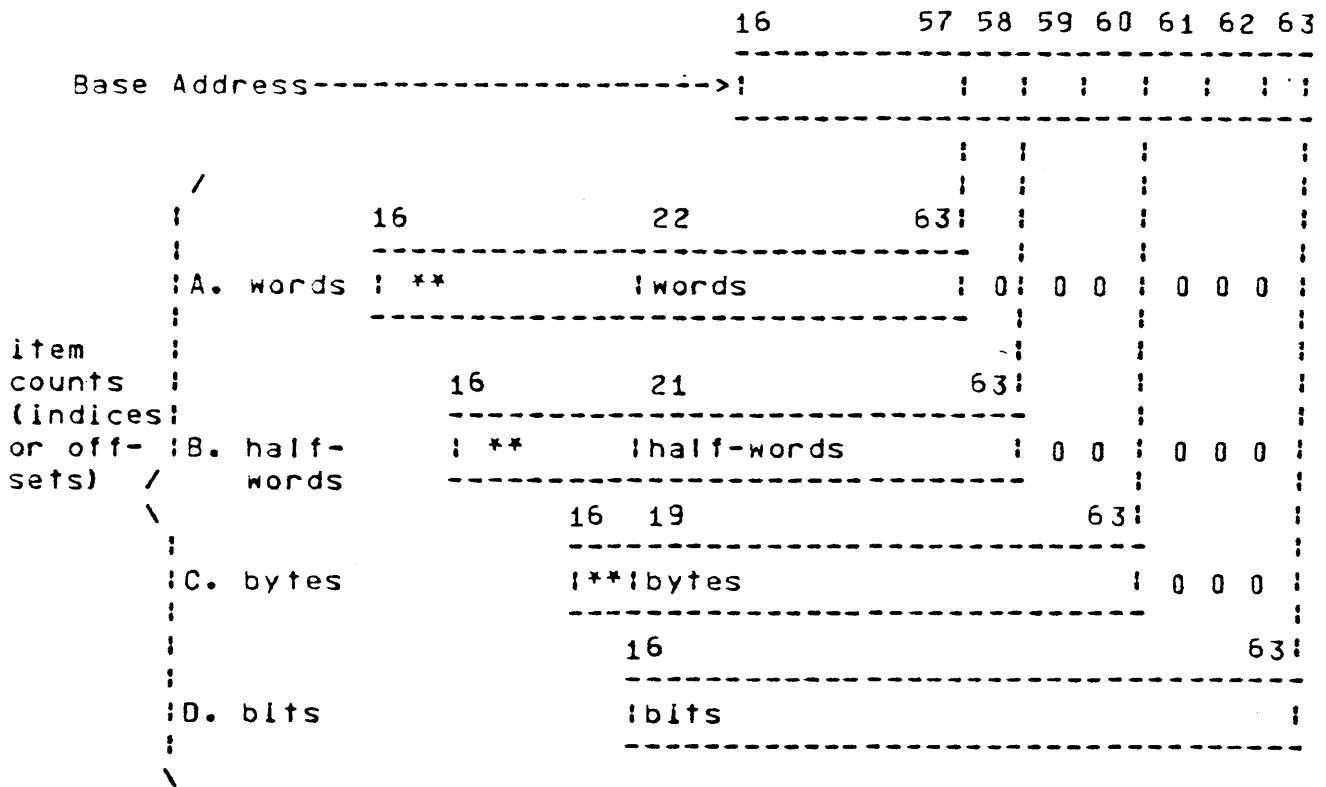 16 57 58 59 60 61 62 63
Base Address-------------------->¦ ¦ ¦ ¦ ¦ ¦ ¦ ¦
/
16 22 63¦
¦A. words ¦ ** ¦words ¦ 0¦ 0 0 ¦ 0 0 0 ¦
item
counts 16 21 63¦
(indices
or off- ¦B. half- ¦ ** ¦half-words ¦ 0 0 ¦ 0 0 0 ¦
sets) / words
\ 16 19 63¦
¦C. bytes ¦**¦bytes ¦ 0 0 0 ¦
16 63¦
¦D. bits ¦bits ¦
\